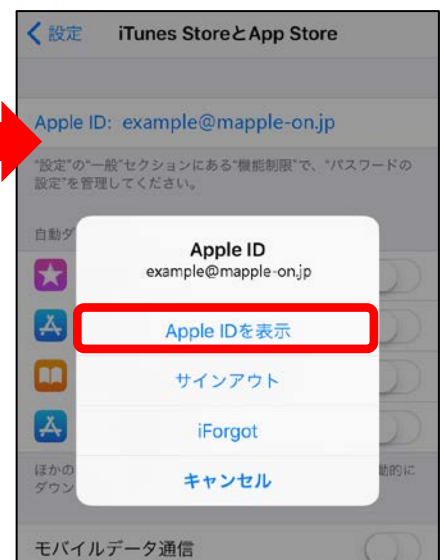 設定 iTunes StoreとApp Store
Apple ID: example@mapple-on.jp
"設定"の"一般"セクションにある"機能制限"で、"パスワードの
設定"を管理してください。
自動ダ
Apple ID
example@mapple-on.jp
Apple IDを表示
サインアウト
iForgot
キャンセル
ほかの 動的に
ダウン
モバイルデータ通信